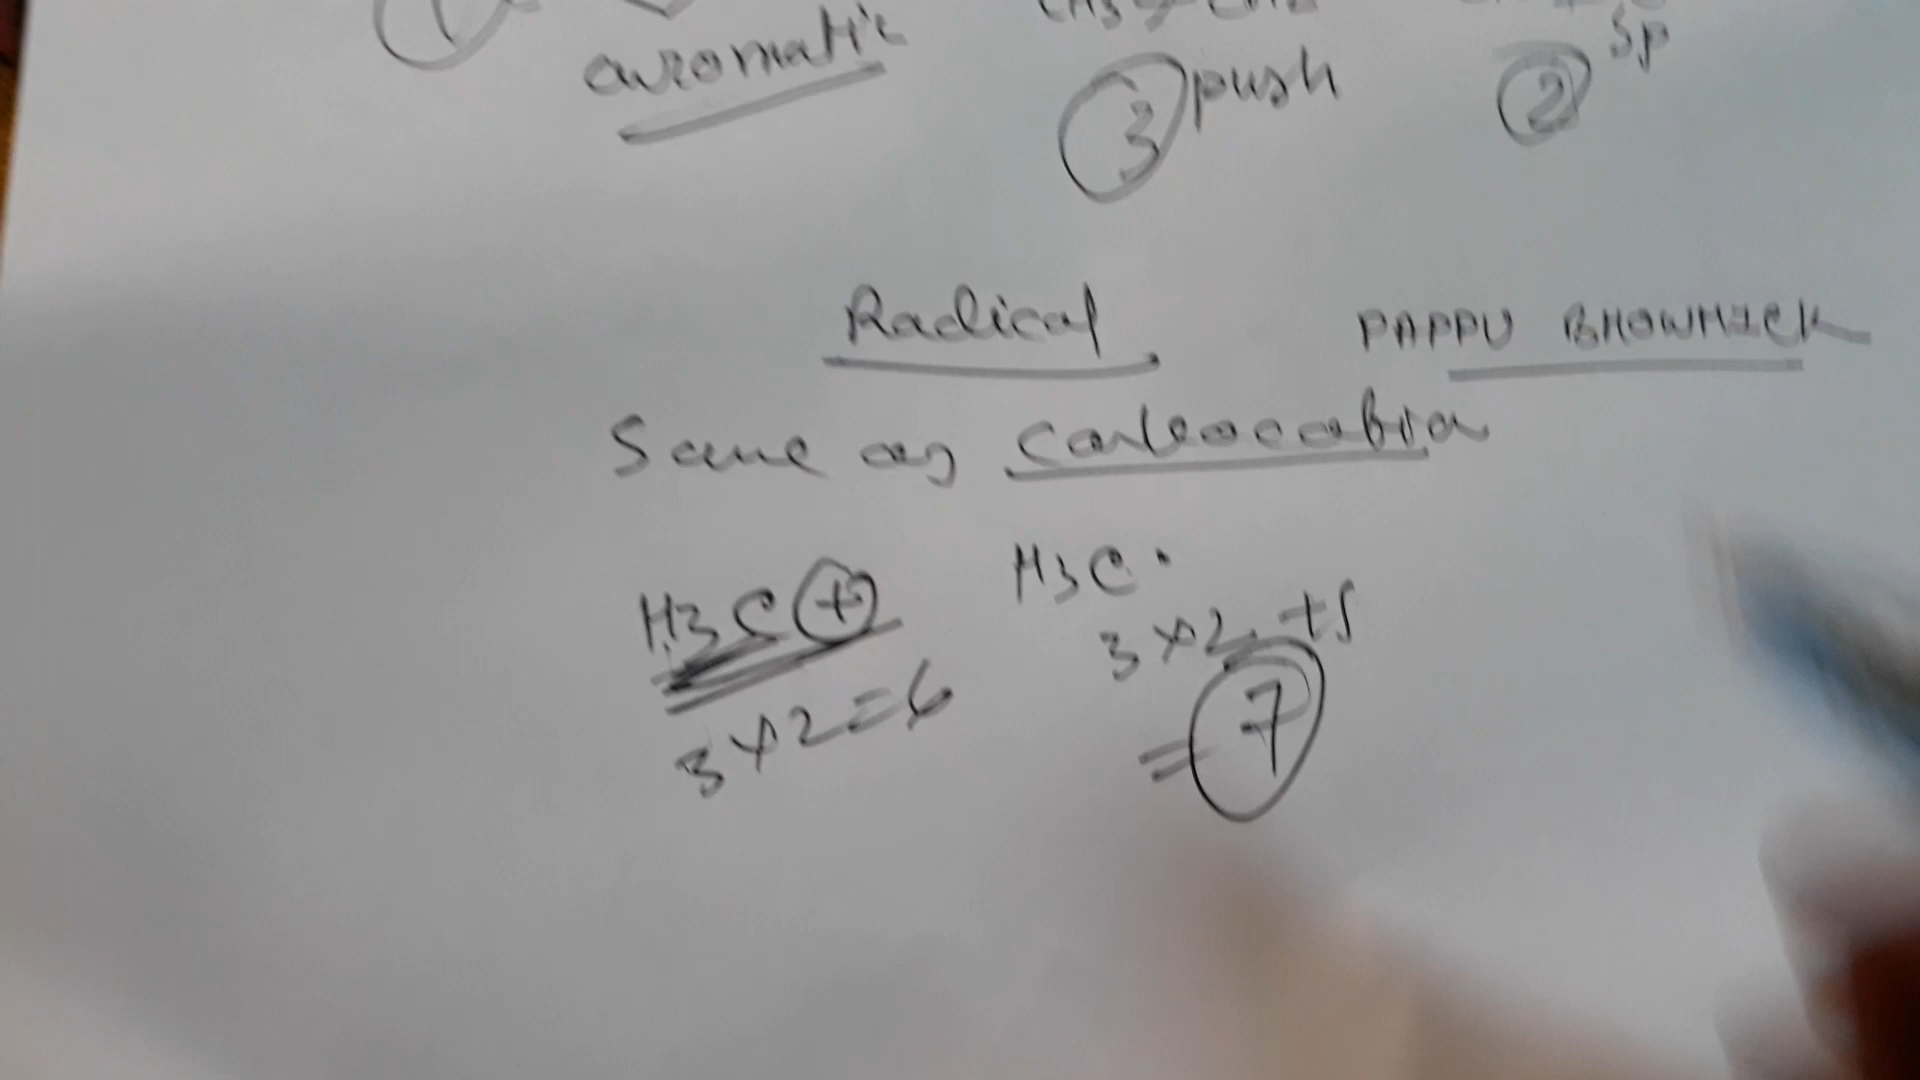 1
aromatic
3 push
2 Sp
Radical
PAPPU BHOWMICK
Same as Carbocation
H3C+
H3C·
3×2=6
3×2 +1
=7